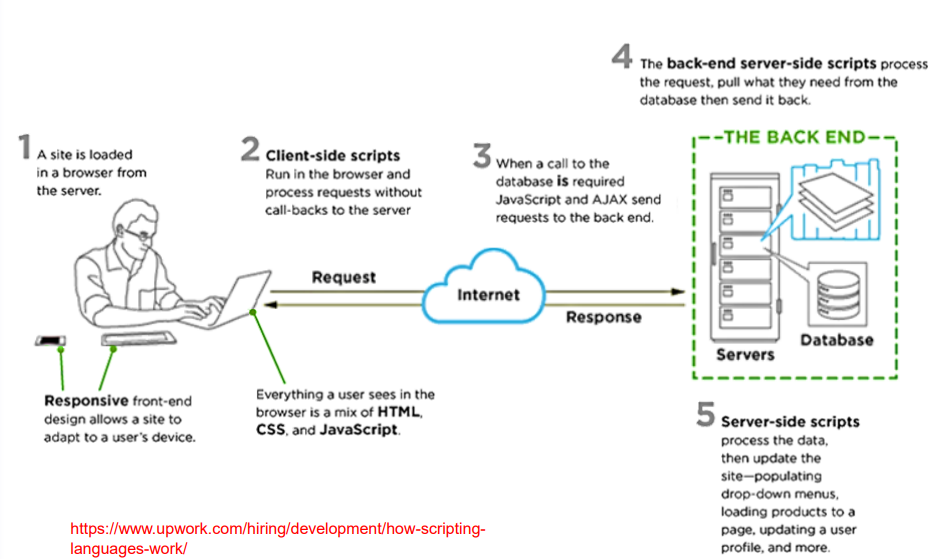 1 A site is loaded
in a browser from
the server.
2 Client-side scripts
Run in the browser and
process requests without
call-backs to the server
3 When a call to the
database is required
JavaScript and AJAX send
requests to the back end.
4 The back-end server-side scripts process
the request, pull what they need from the
database then send it back.
THE BACK END
Request
Internet
Response
Servers
Database
Responsive front-end
design allows a site to
adapt to a user's device.
Everything a user sees in the
browser is a mix of HTML,
CSS, and JavaScript.
5 Server-side scripts
process the data,
then update the
site—populating
drop-down menus,
loading products to a
page, updating a user
profile, and more.
https://www.upwork.com/hiring/development/how-scripting-
languages-work/